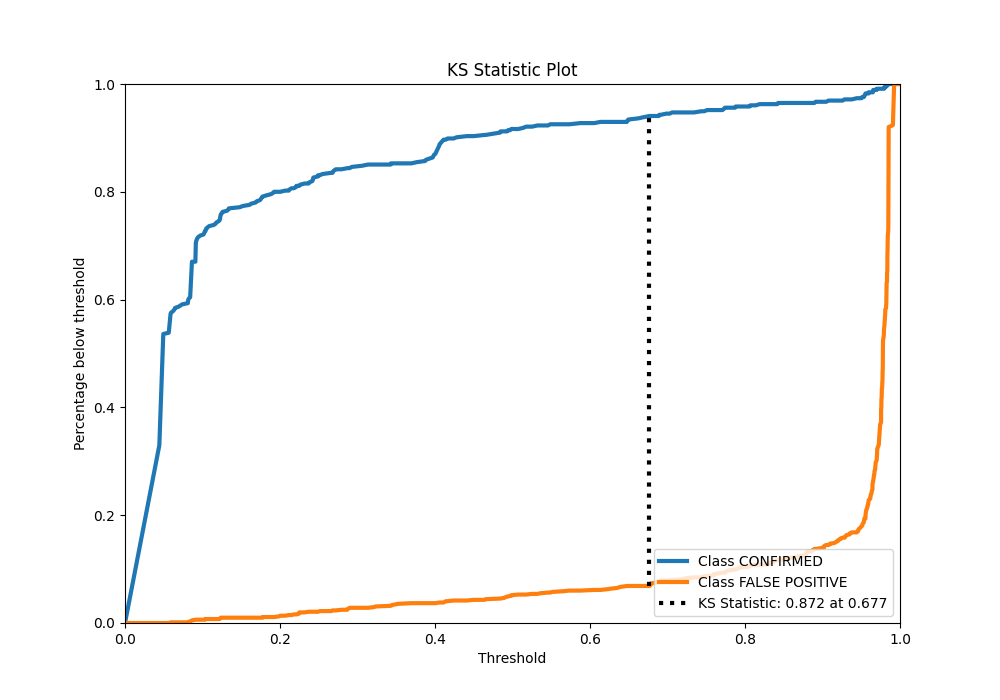 KS Statistic Plot
1.0
0.8
0.6
0.4
0.2
0.0
Percentage below threshold
0.0 0.2 0.4 0.6 0.8 1.0
Threshold
Class CONFIRMED
Class FALSE POSITIVE
KS Statistic: 0.872 at 0.677